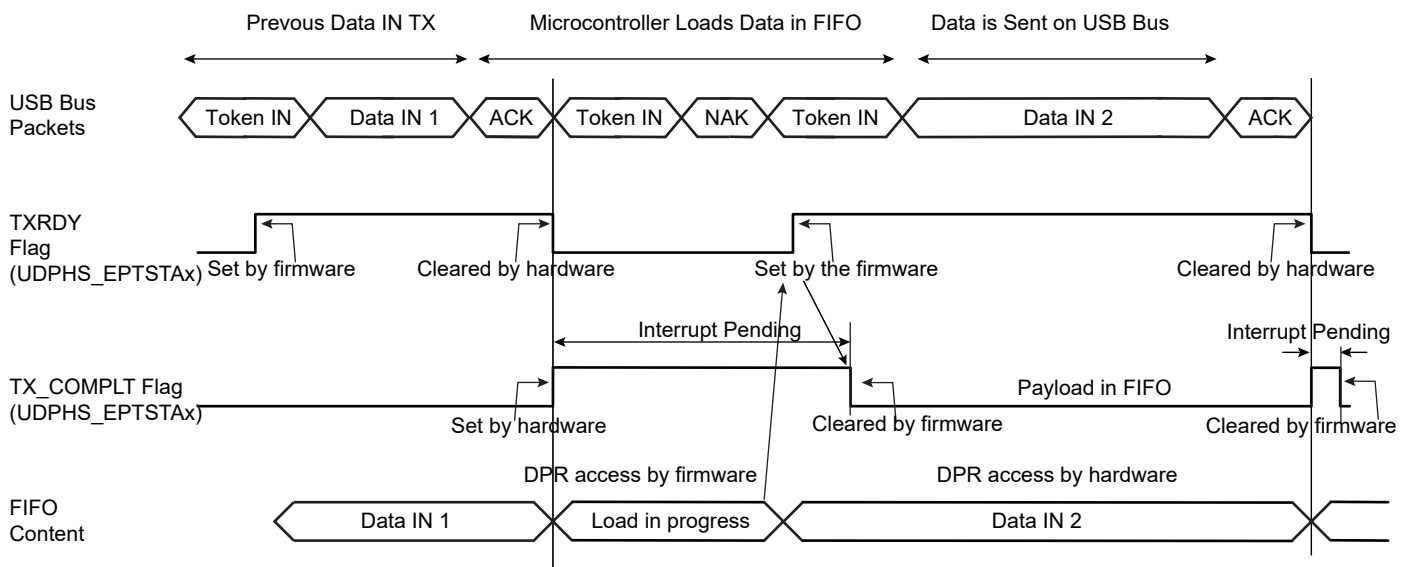 Prevous Data IN TX
Microcontroller Loads Data in FIFO
Data is Sent on USB Bus
USB Bus
Packets
Token IN
Data IN 1
ACK
Token IN
NAK
Token IN
Data IN 2
ACK
TXRDY
Flag
(UDPHS_EPTSTAx)
Set by firmware
Cleared by hardware
Set by the firmware
Cleared by hardware
Interrupt Pending
Interrupt Pending
TX_COMPLT Flag
(UDPHS_EPTSTAx)
Payload in FIFO
Set by hardware
Cleared by firmware
Cleared by firmware
DPR access by firmware
DPR access by hardware
FIFO
Content
Data IN 1
Load in progress
Data IN 2